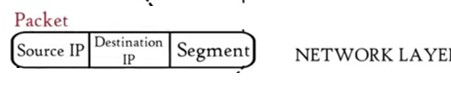 Packet
Source IP
Destination
IP
Segment
NETWORK LAYE